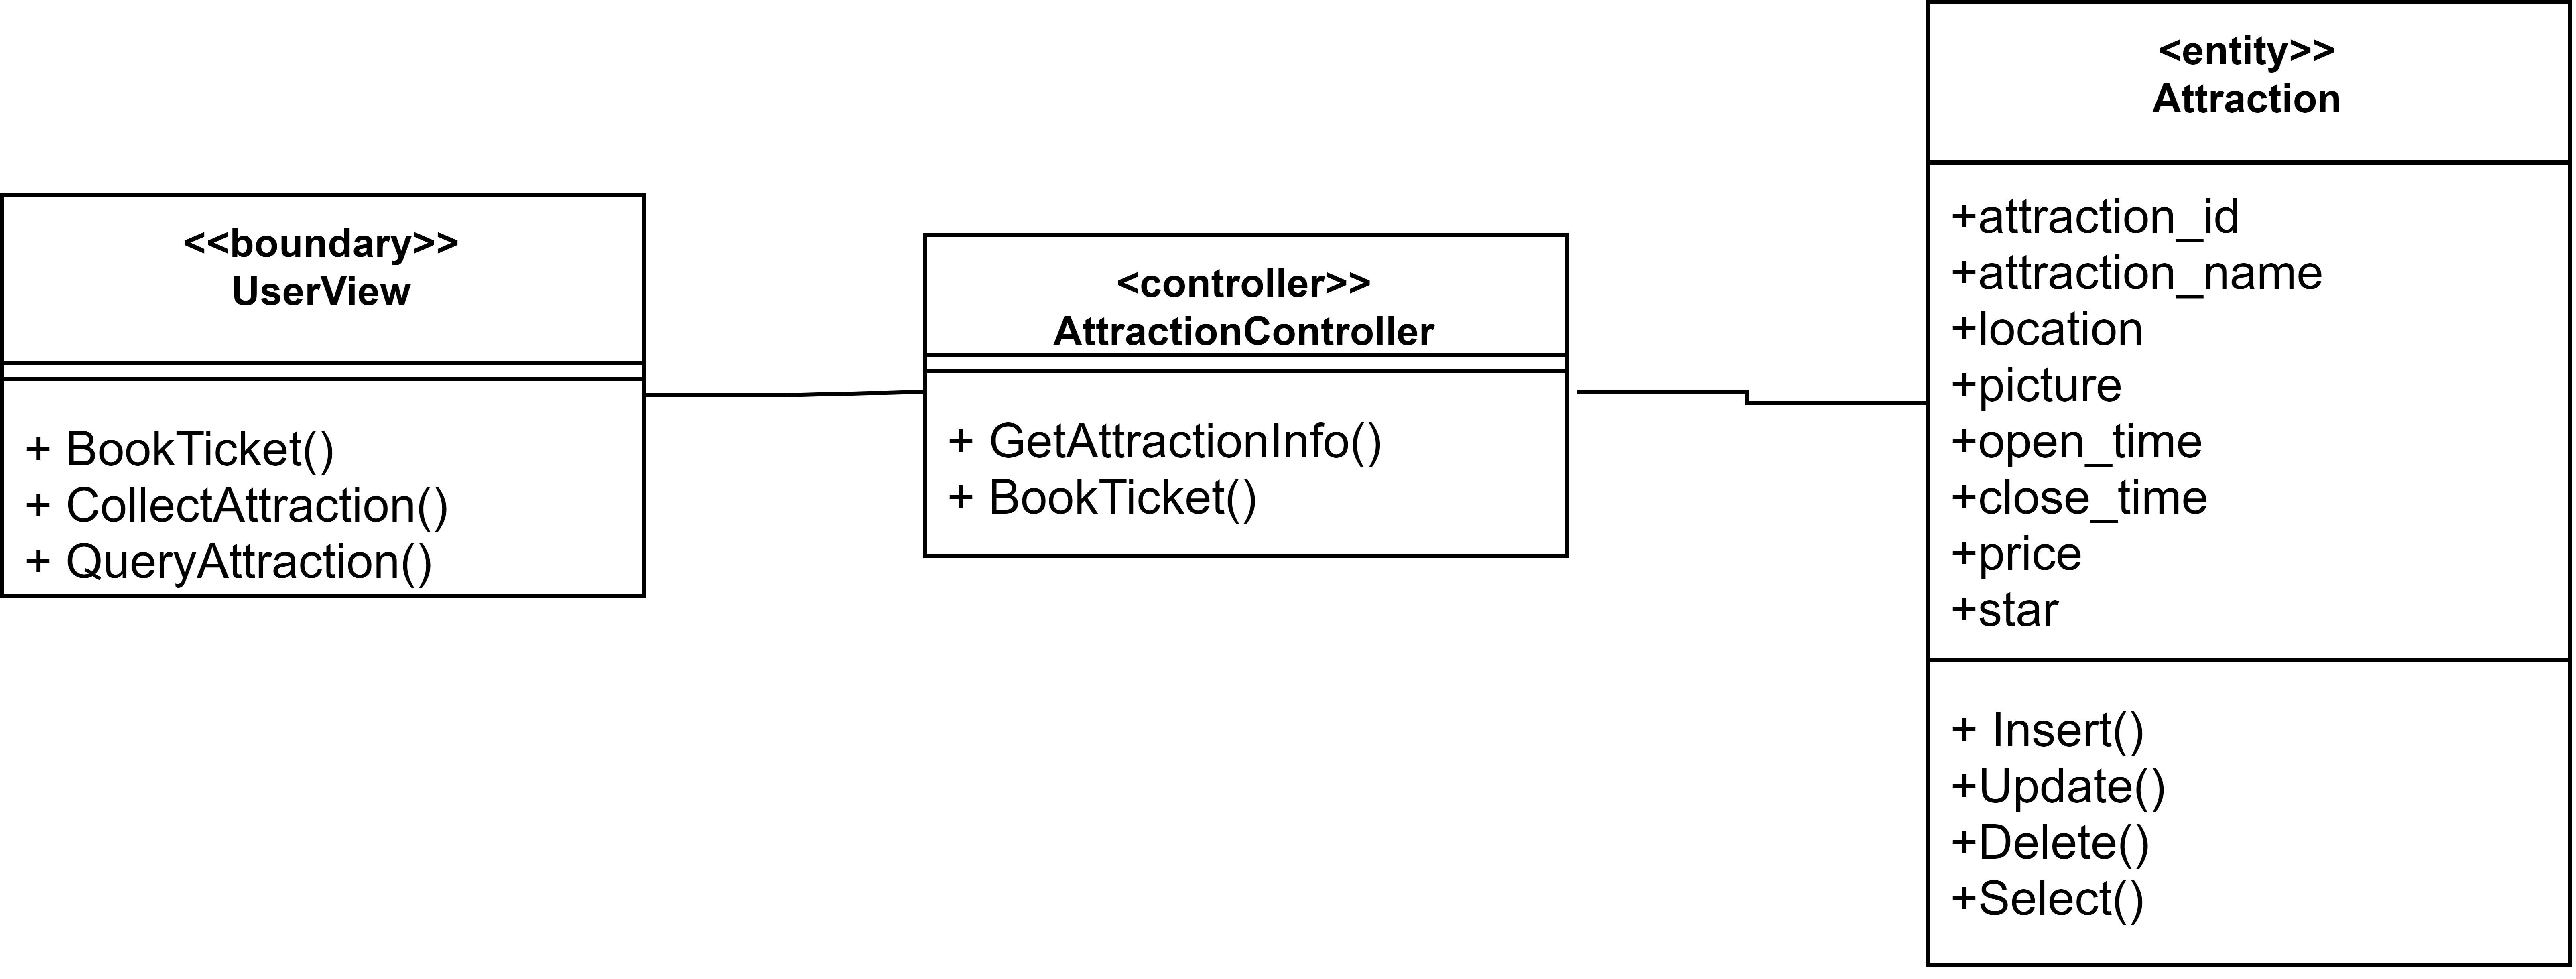 <<boundary>>
UserView
+ BookTicket()
+ CollectAttraction()
+ QueryAttraction()
<controller>>
AttractionController
+ GetAttractionInfo()
+ BookTicket()
<entity>>
Attraction
+attraction_id
+attraction_name
+location
+picture
+open_time
+close_time
+price
+star
+ Insert()
+Update()
+Delete()
+Select()